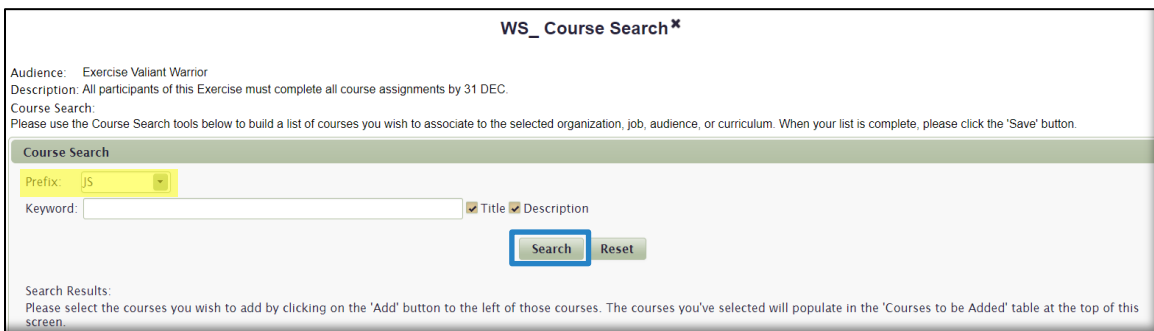 WS_ Course Search ×
Audience: Exercise Valiant Warrior
Description: All participants of this Exercise must complete all course assignments by 31 DEC.
Course Search:
Please use the Course Search tools below to build a list of courses you wish to associate to the selected organization, job, audience, or curriculum. When your list is complete, please click the 'Save' button.
Course Search
Prefix: JS
Keyword: Title Description
Search Reset
Search Results:
Please select the courses you wish to add by clicking on the 'Add' button to the left of those courses. The courses you've selected will populate in the 'Courses to be Added' table at the top of this
screen.